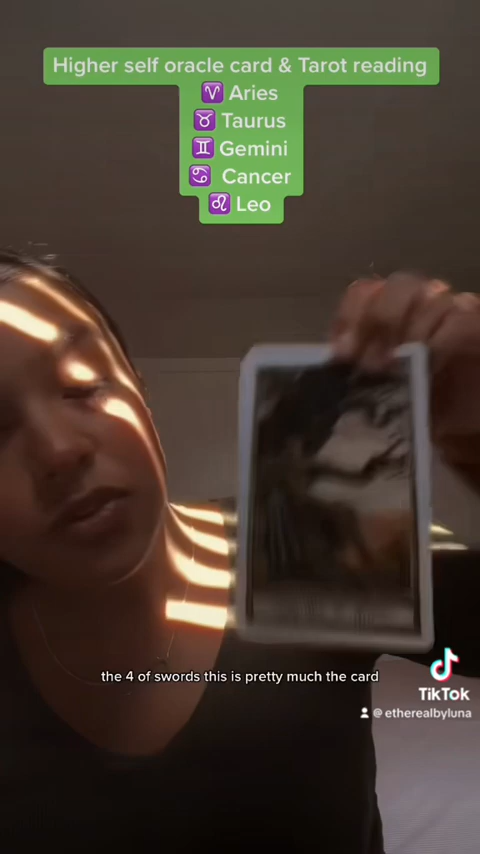 Higher self oracle card & Tarot reading
♈ Aries
♉ Taurus
♊ Gemini
♋ Cancer
♌ Leo
the 4 of swords this is pretty much the card
TikTok
@etherealbyluna